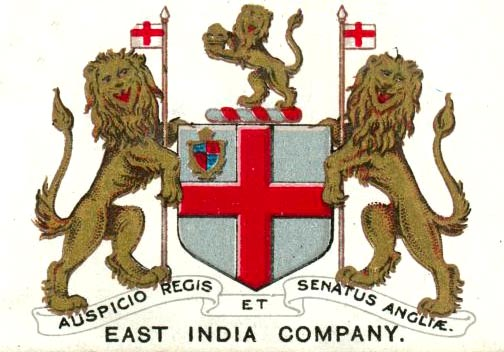 AUSPICIO REGIS ET SENATUS ANGLIÆ.
EAST INDIA COMPANY.